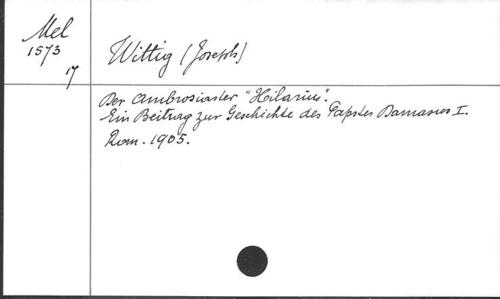 Mel
1573
17
Wittig (Joseph)
Der Ambrosiaster "Hilarius".
Ein Beitrag zur Geschichte des Papstes Damasus I.
Rom. 1905.